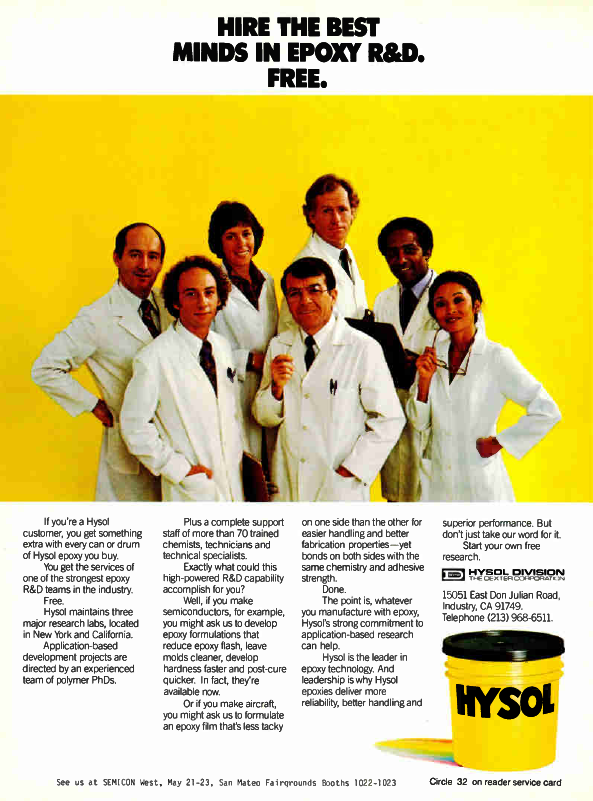 HIRE THE BEST
MINDS IN EPOXY R&D.
FREE.
If you're a Hysol
customer, you get something
extra with every can or drum
of Hysol epoxy you buy.
You get the services of
one of the strongest epoxy
R&D teams in the industry.
Free.
Hysol maintains three
major research labs, located
in New York and California.
Application-based
development projects are
directed by an experienced
team of polymer PhDs.
Plus a complete support
staff of more than 70 trained
chemists, technicians and
technical specialists.
Exactly what could this
high-powered R&D capability
accomplish for you?
Well, if you make
semiconductors, for example,
you might ask us to develop
epoxy formulations that
reduce epoxy flash, leave
molds cleaner, develop
hardness faster and post-cure
quicker. In fact, they're
available now.
Or if you make aircraft,
you might ask us to formulate
an epoxy film that's less tacky
on one side than the other for
easier handling and better
fabrication properties—yet
bonds on both sides with the
same chemistry and adhesive
strength.
Done.
The point is, whatever
you manufacture with epoxy,
Hysol's strong commitment to
application-based research
can help.
Hysol is the leader in
epoxy technology. And
leadership is why Hysol
epoxies deliver more
reliability, better handling and
superior performance. But
don't just take our word for it.
Start your own free
research.
HYSOL DIVISION
THE DEXTER CORPORATION
15051 East Don Julian Road,
Industry, CA 91749.
Telephone (213) 968-6511.
HYSOL
See us at SEMICON West, May 21-23, San Mateo Fairgrounds Booths 1022-1023
Circle 32 on reader service card